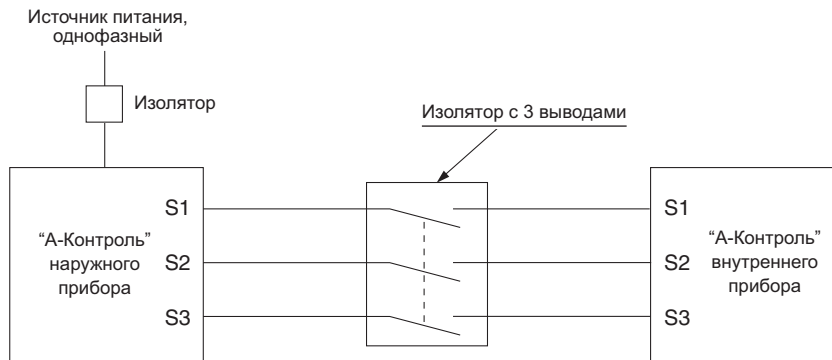 Источник питания,
однофазный
Изолятор
Изолятор с 3 выводами
S1
S2
S3
“А-Контроль”
наружного
прибора
S1
S2
S3
“А-Контроль”
внутреннего
прибора